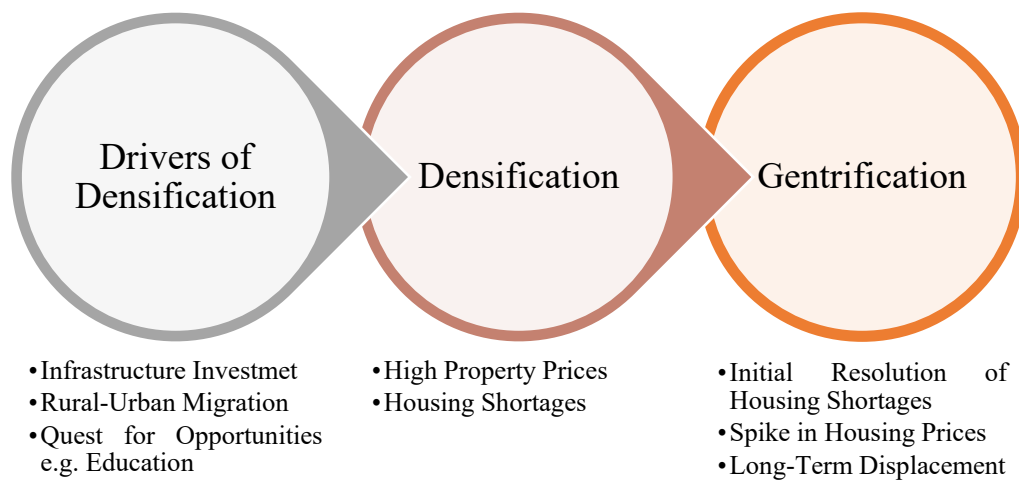 Drivers of
Densification
Densification
Gentrification
•Infrastructure Investmet
•Rural-Urban Migration
•Quest for Opportunities
e.g. Education
•High Property Prices
•Housing Shortages
•Initial Resolution of
Housing Shortages
•Spike in Housing Prices
•Long-Term Displacement